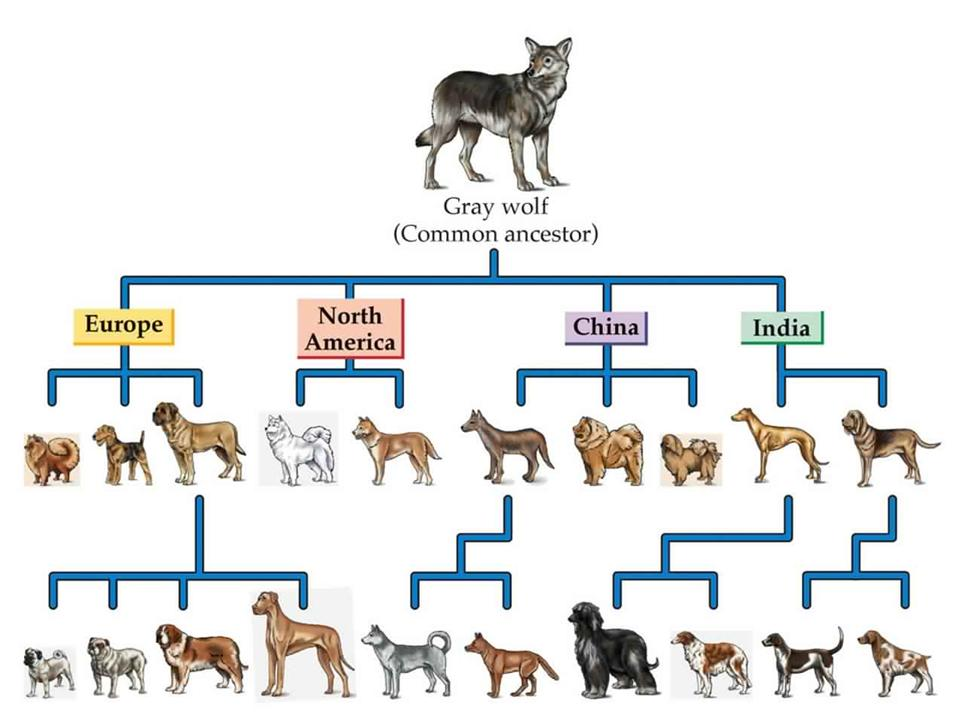 Gray wolf
(Common ancestor)
Europe
North
America
China
India